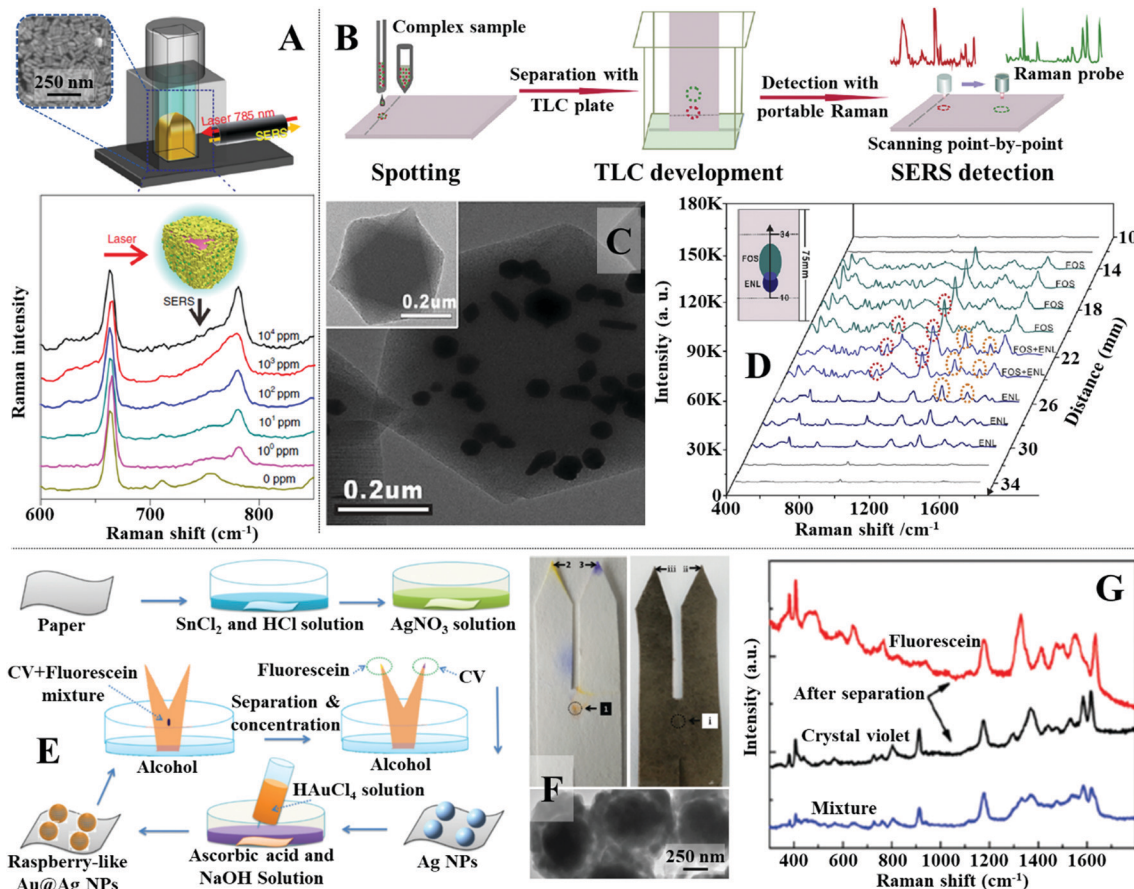 A
250 nm
Laser 785 nm
SERS
Laser
SERS
Raman intensity
10⁴ ppm
10³ ppm
10² ppm
10¹ ppm
10⁰ ppm
0 ppm
600
700
780
Raman shift (cm⁻¹)
B
Complex sample
Separation with
TLC plate
Detection with
portable Raman
Raman probe
Scanning point-by-point
Spotting
TLC development
SERS detection
C
0.2um
0.2um
D
180K
150K
120K
90K
60K
30K
0
Intensity (a. u.)
34
FOS
ENL
10
75mm
FOS
FOS
FOS
FOS
FOS+ENL
FOS+ENL
ENL
ENL
ENL
10
14
18
22
26
30
34
Distance (mm)
400
800
1200
1600
Raman shift /cm⁻¹
E
Paper
SnCl₂ and HCl solution
AgNO₃ solution
CV+Fluorescein
mixture
Alcohol
Separation &
concentration
Fluorescein
CV
Alcohol
HAuCl₄ solution
Raspberry-like
Au@Ag NPs
Ascorbic acid and
NaOH Solution
Ag NPs
F
2
3
1
iii
ii
i
250 nm
G
Intensity (a.u.)
Fluorescein
After separation
Crystal violet
Mixture
400
600
800
1000
1200
1400
1600
1800
Raman shift (cm⁻¹)